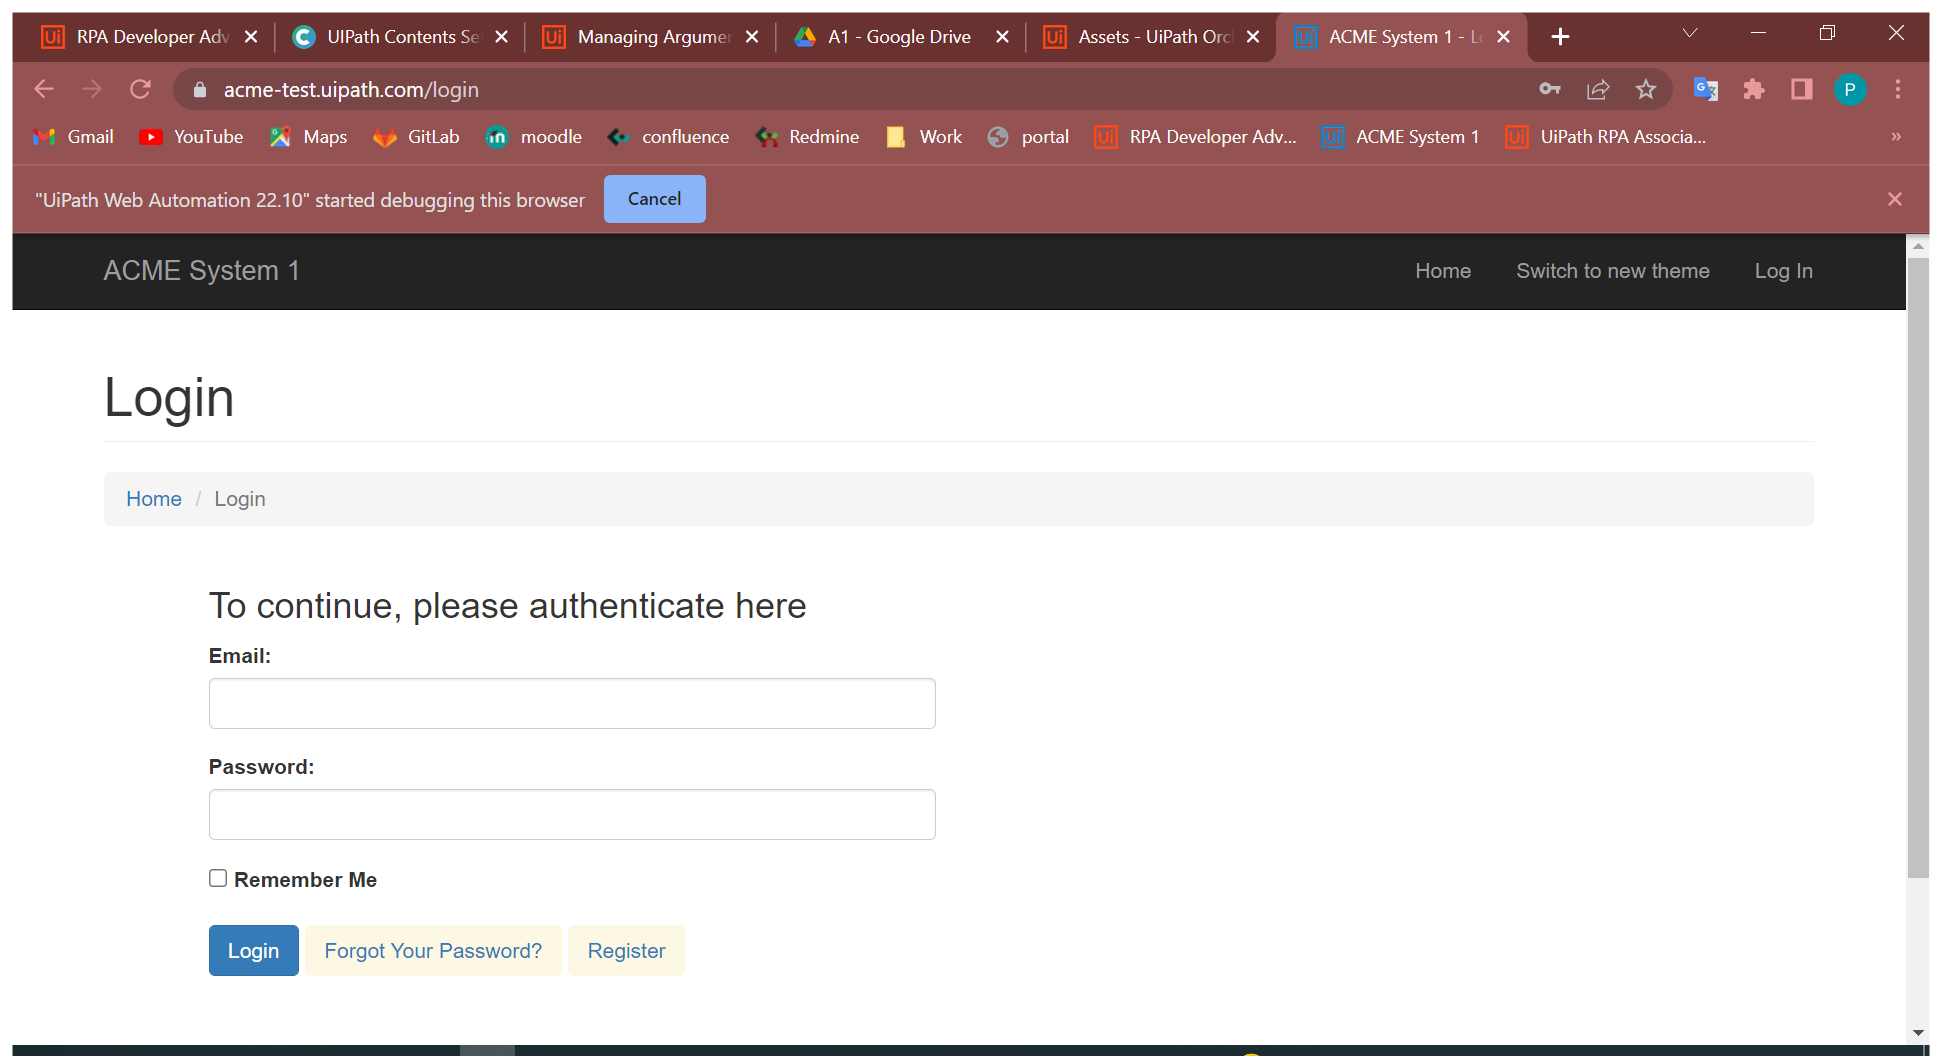 RPA Developer Adv
UIPath Contents Se
Managing Argumen
A1 - Google Drive
Assets - UiPath Orc
ACME System 1 - Lo
acme-test.uipath.com/login
P
Gmail
YouTube
Maps
GitLab
moodle
confluence
Redmine
Work
portal
RPA Developer Adv...
ACME System 1
UiPath RPA Associa...
"UiPath Web Automation 22.10" started debugging this browser
Cancel
ACME System 1
Home
Switch to new theme
Log In
Login
Home / Login
To continue, please authenticate here
Email:
Password:
Remember Me
Login
Forgot Your Password?
Register